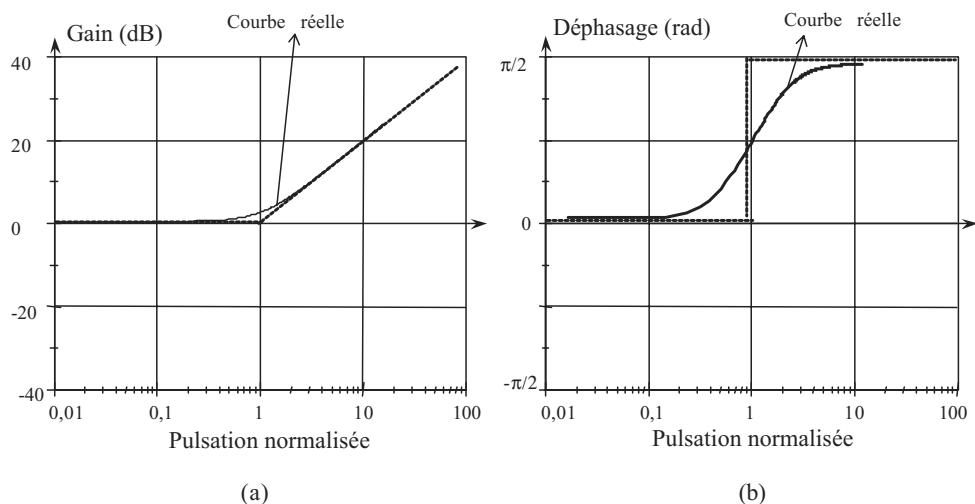 Courbe réelle
Gain (dB)
40
20
0
-20
-40
0,01 0,1 1 10 100
Pulsation normalisée
(a)
Courbe réelle
Déphasage (rad)
π/2
0
-π/2
0,01 0,1 1 10 100
Pulsation normalisée
(b)